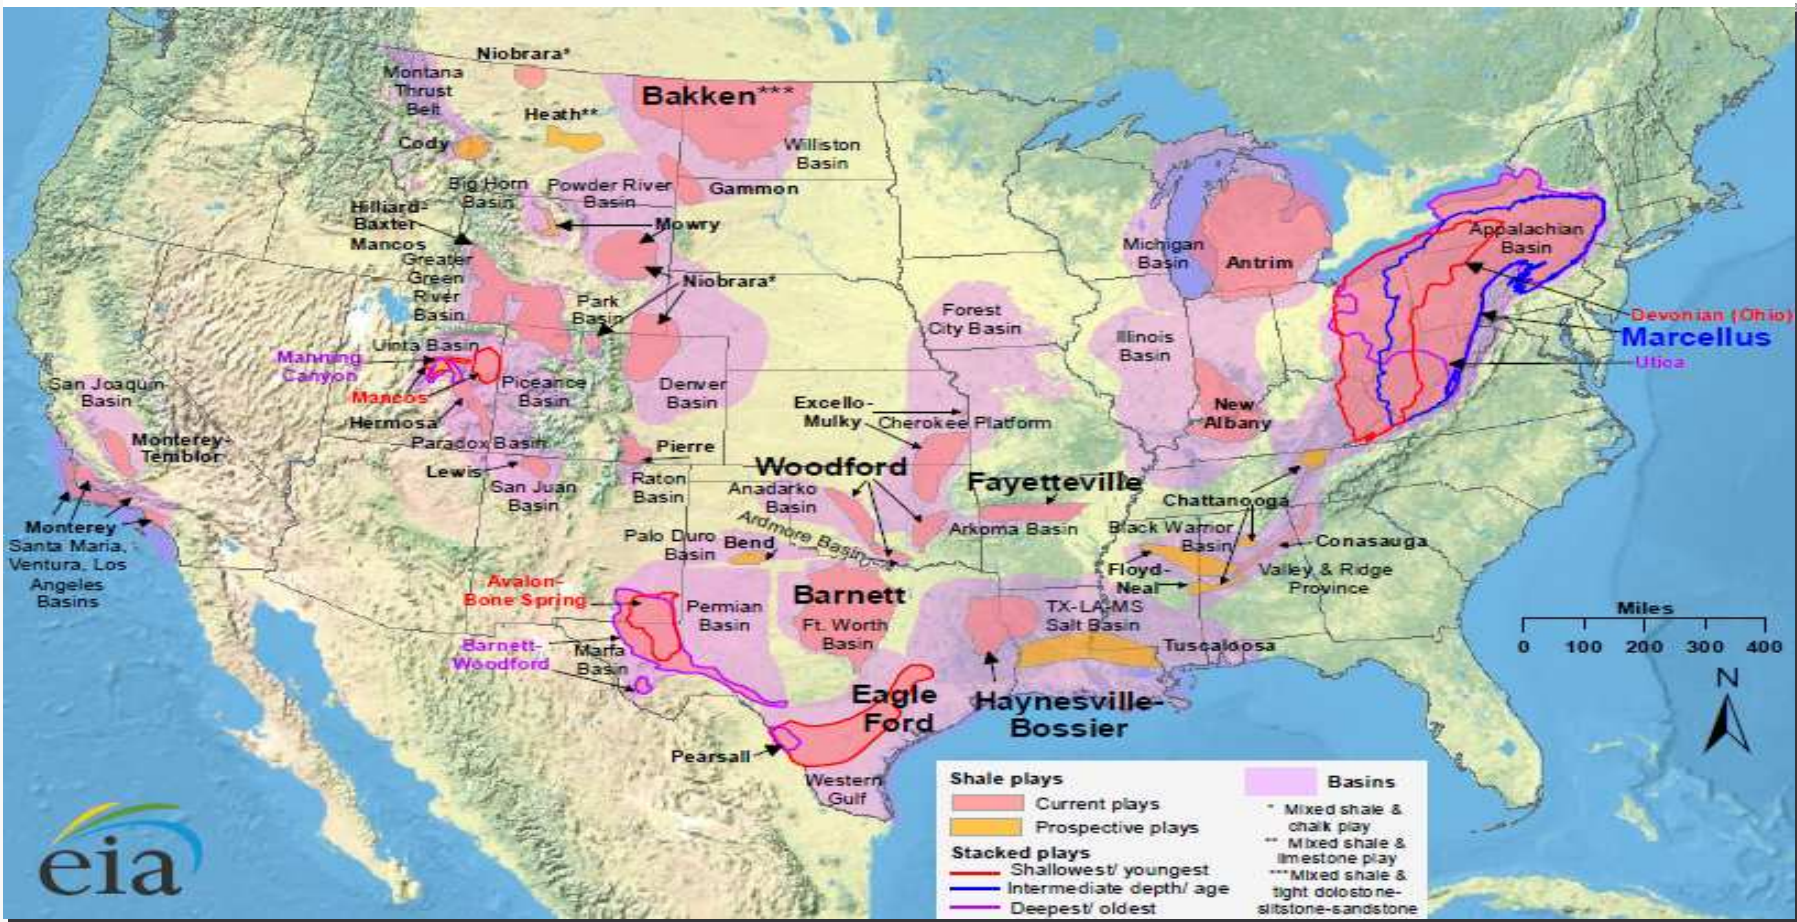 Niobrara*
Montana
Thrust
Belt
Bakken***
Heath**
Cody
Williston
Basin
Big Horn
Basin
Powder River
Basin
Gammon
Hilliard-
Baxter-
Mancos
Mowry
Greater
Green
River
Basin
Niobrara*
Park
Basin
Michigan
Basin
Antrim
Appalachian
Basin
Forest
City Basin
Illinois
Basin
Devonian (Ohio)
Marcellus
Utica
Uinta Basin
Manning
Canyon
Mancos
Piceance
Basin
Denver
Basin
San Joaquin
Basin
Hermosa
Paradox Basin
Excello-
Mulky
Cherokee Platform
New
Albany
Monterey-
Temblor
Pierre
Lewis
San Juan
Basin
Raton
Basin
Woodford
Anadarko
Basin
Fayetteville
Chattanooga
Monterey
Santa Maria,
Ventura, Los
Angeles
Basins
Palo Duro
Basin
Bend
Ardmore Basin
Arkoma Basin
Black Warrior
Basin
Conasauga
Floyd-
Neal
Valley & Ridge
Province
Avalon-
Bone Spring
Permian
Basin
Barnett
Ft. Worth
Basin
TX-LA-MS
Salt Basin
Tuscaloosa
Barnett-
Woodford
Marfa
Basin
Eagle
Ford
Haynesville-
Bossier
Pearsall
Western
Gulf
Miles
0 100 200 300 400
N
Shale plays
Current plays
Prospective plays
Stacked plays
Shallowest/ youngest
Intermediate depth/ age
Deepest/ oldest
Basins
* Mixed shale &
chalk play
** Mixed shale &
limestone play
***Mixed shale &
tight dolostone-
siltstone-sandstone
eia